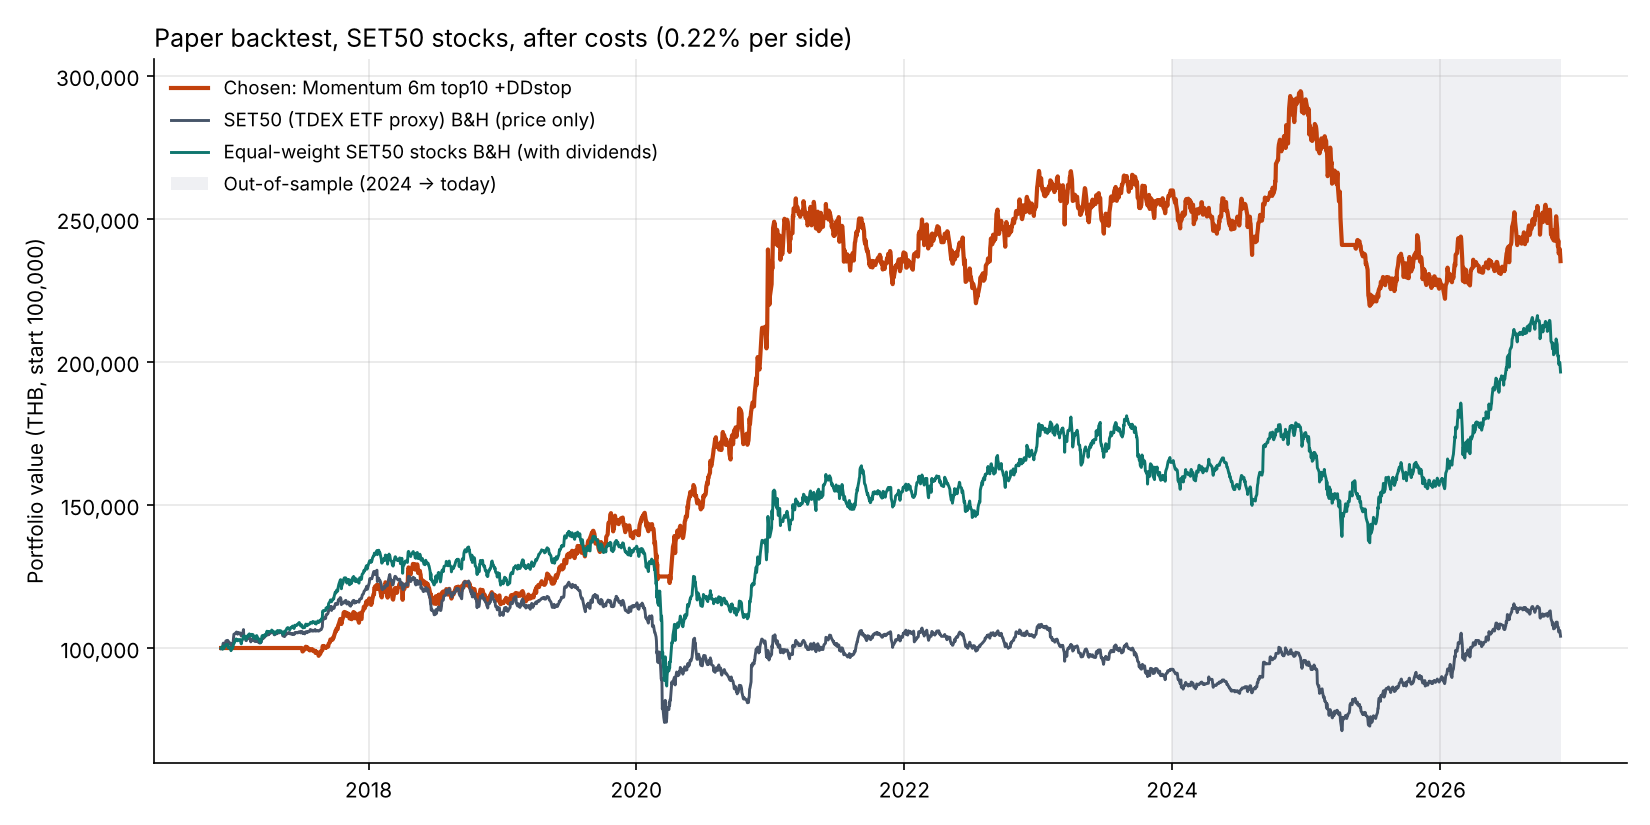 Paper backtest, SET50 stocks, after costs (0.22% per side)
Chosen: Momentum 6m top10 +DDstop
SET50 (TDEX ETF proxy) B&H (price only)
Equal-weight SET50 stocks B&H (with dividends)
Out-of-sample (2024 → today)
Portfolio value (THB, start 100,000)
300,000
250,000
200,000
150,000
100,000
2018
2020
2022
2024
2026